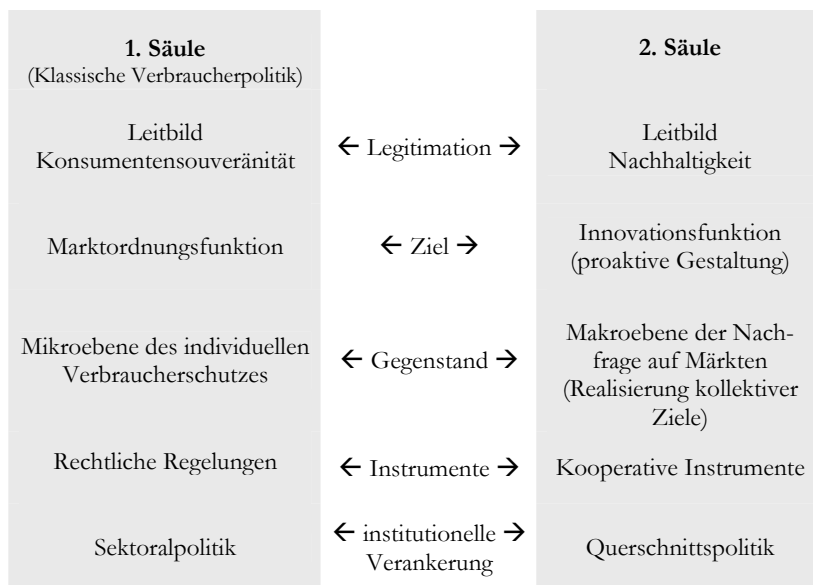 1. Säule
(Klassische Verbraucherpolitik)
2. Säule
Leitbild
Konsumentensouveränität
← Legitimation →
Leitbild
Nachhaltigkeit
Marktordnungsfunktion
← Ziel →
Innovationsfunktion
(proaktive Gestaltung)
Mikroebene des individuellen
Verbraucherschutzes
← Gegenstand →
Makroebene der Nach-
frage auf Märkten
(Realisierung kollektiver
Ziele)
Rechtliche Regelungen
← Instrumente →
Kooperative Instrumente
Sektoralpolitik
← institutionelle →
Verankerung
Querschnittspolitik